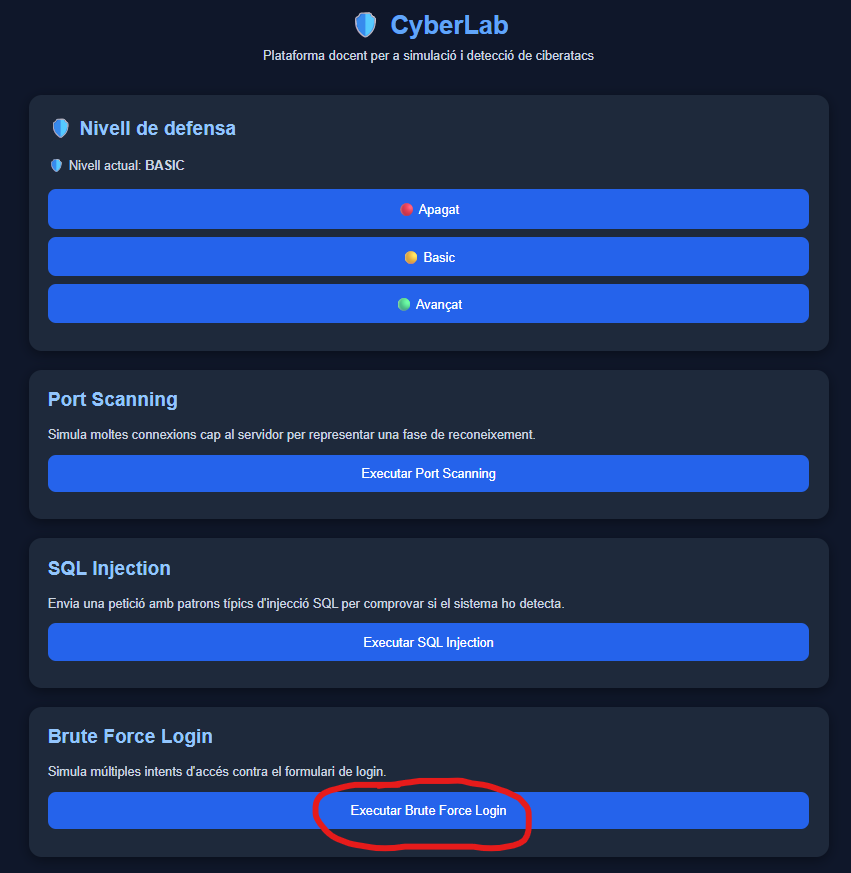 CyberLab
Plataforma docent per a simulació i detecció de ciberatacs
Nivell de defensa
Nivell actual: BASIC
Apagat
Basic
Avançat
Port Scanning
Simula moltes connexions cap al servidor per representar una fase de reconeixement.
Executar Port Scanning
SQL Injection
Envia una petició amb patrons típics d'injecció SQL per comprovar si el sistema ho detecta.
Executar SQL Injection
Brute Force Login
Simula múltiples intents d'accés contra el formulari de login.
Executar Brute Force Login